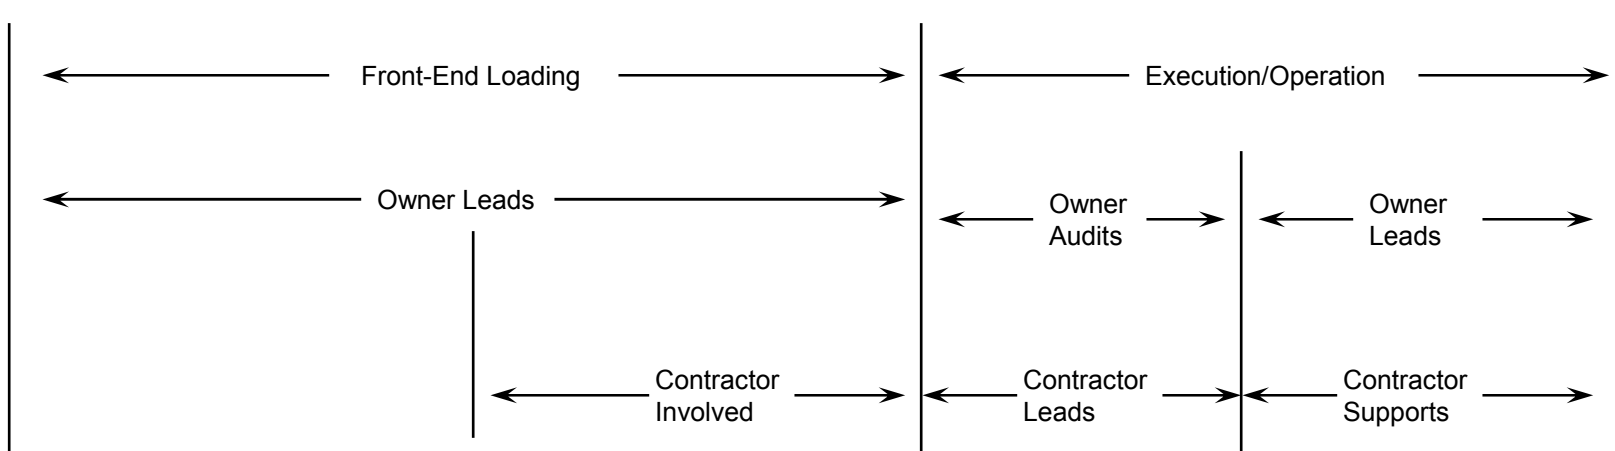 Front-End Loading
Execution/Operation
Owner Leads
Owner
Audits
Owner
Leads
Contractor
Involved
Contractor
Leads
Contractor
Supports